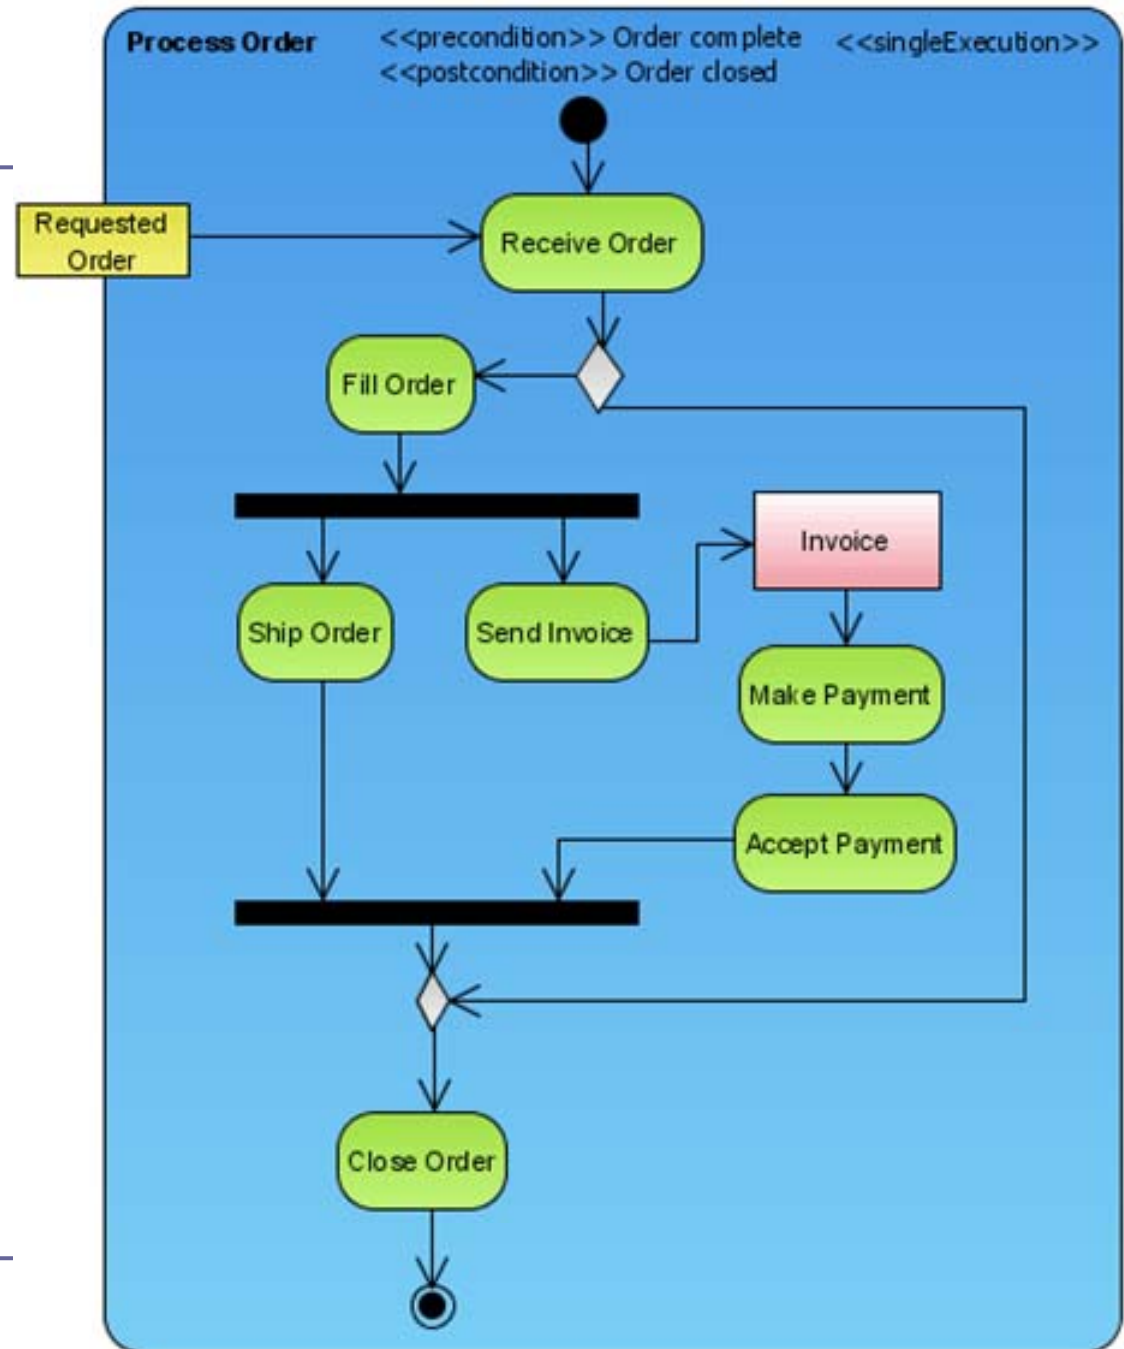 Process Order
<<precondition>> Order complete
<<singleExecution>>
<<postcondition>> Order closed
Requested
Order
Receive Order
Fill Order
Invoice
Ship Order
Send Invoice
Make Payment
Accept Payment
Close Order